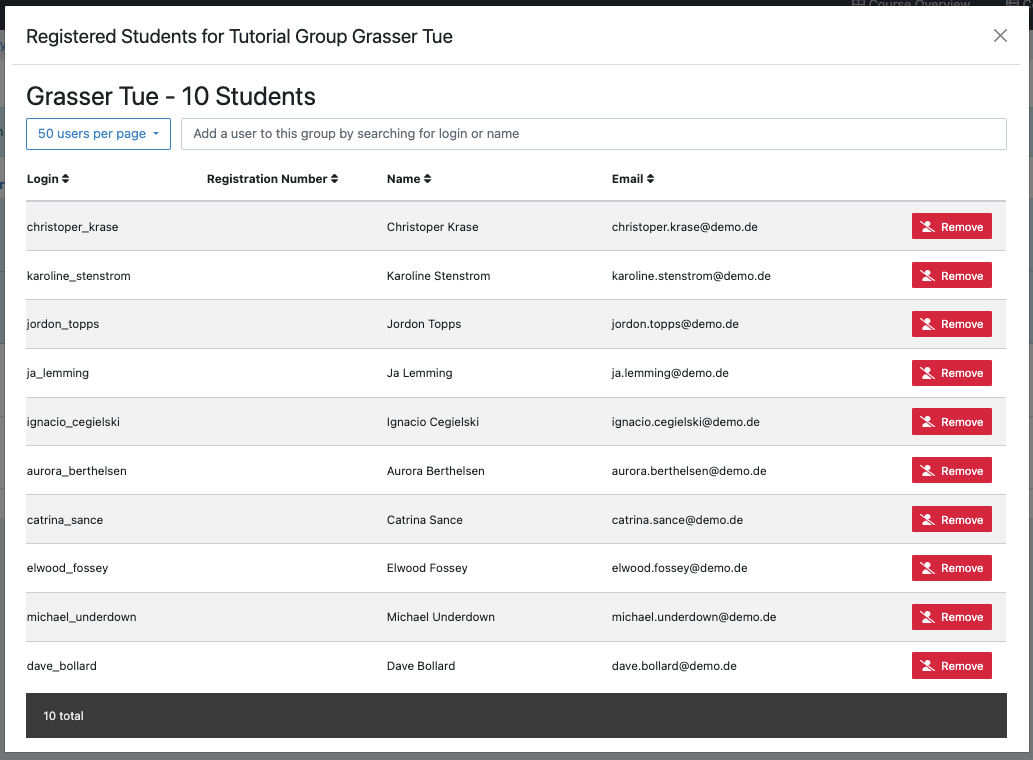 Course Overview
Registered Students for Tutorial Group Grasser Tue
Grasser Tue - 10 Students
50 users per page Add a user to this group by searching for login or name
Login Registration Number Name Email
christoper_krase Christoper Krase christoper.krase@demo.de Remove
karoline_stenstrom Karoline Stenstrom karoline.stenstrom@demo.de Remove
jordon_topps Jordon Topps jordon.topps@demo.de Remove
ja_lemming Ja Lemming ja.lemming@demo.de Remove
ignacio_cegielski Ignacio Cegielski ignacio.cegielski@demo.de Remove
aurora_berthelsen Aurora Berthelsen aurora.berthelsen@demo.de Remove
catrina_sance Catrina Sance catrina.sance@demo.de Remove
elwood_fossey Elwood Fossey elwood.fossey@demo.de Remove
michael_underdown Michael Underdown michael.underdown@demo.de Remove
dave_bollard Dave Bollard dave.bollard@demo.de Remove
10 total